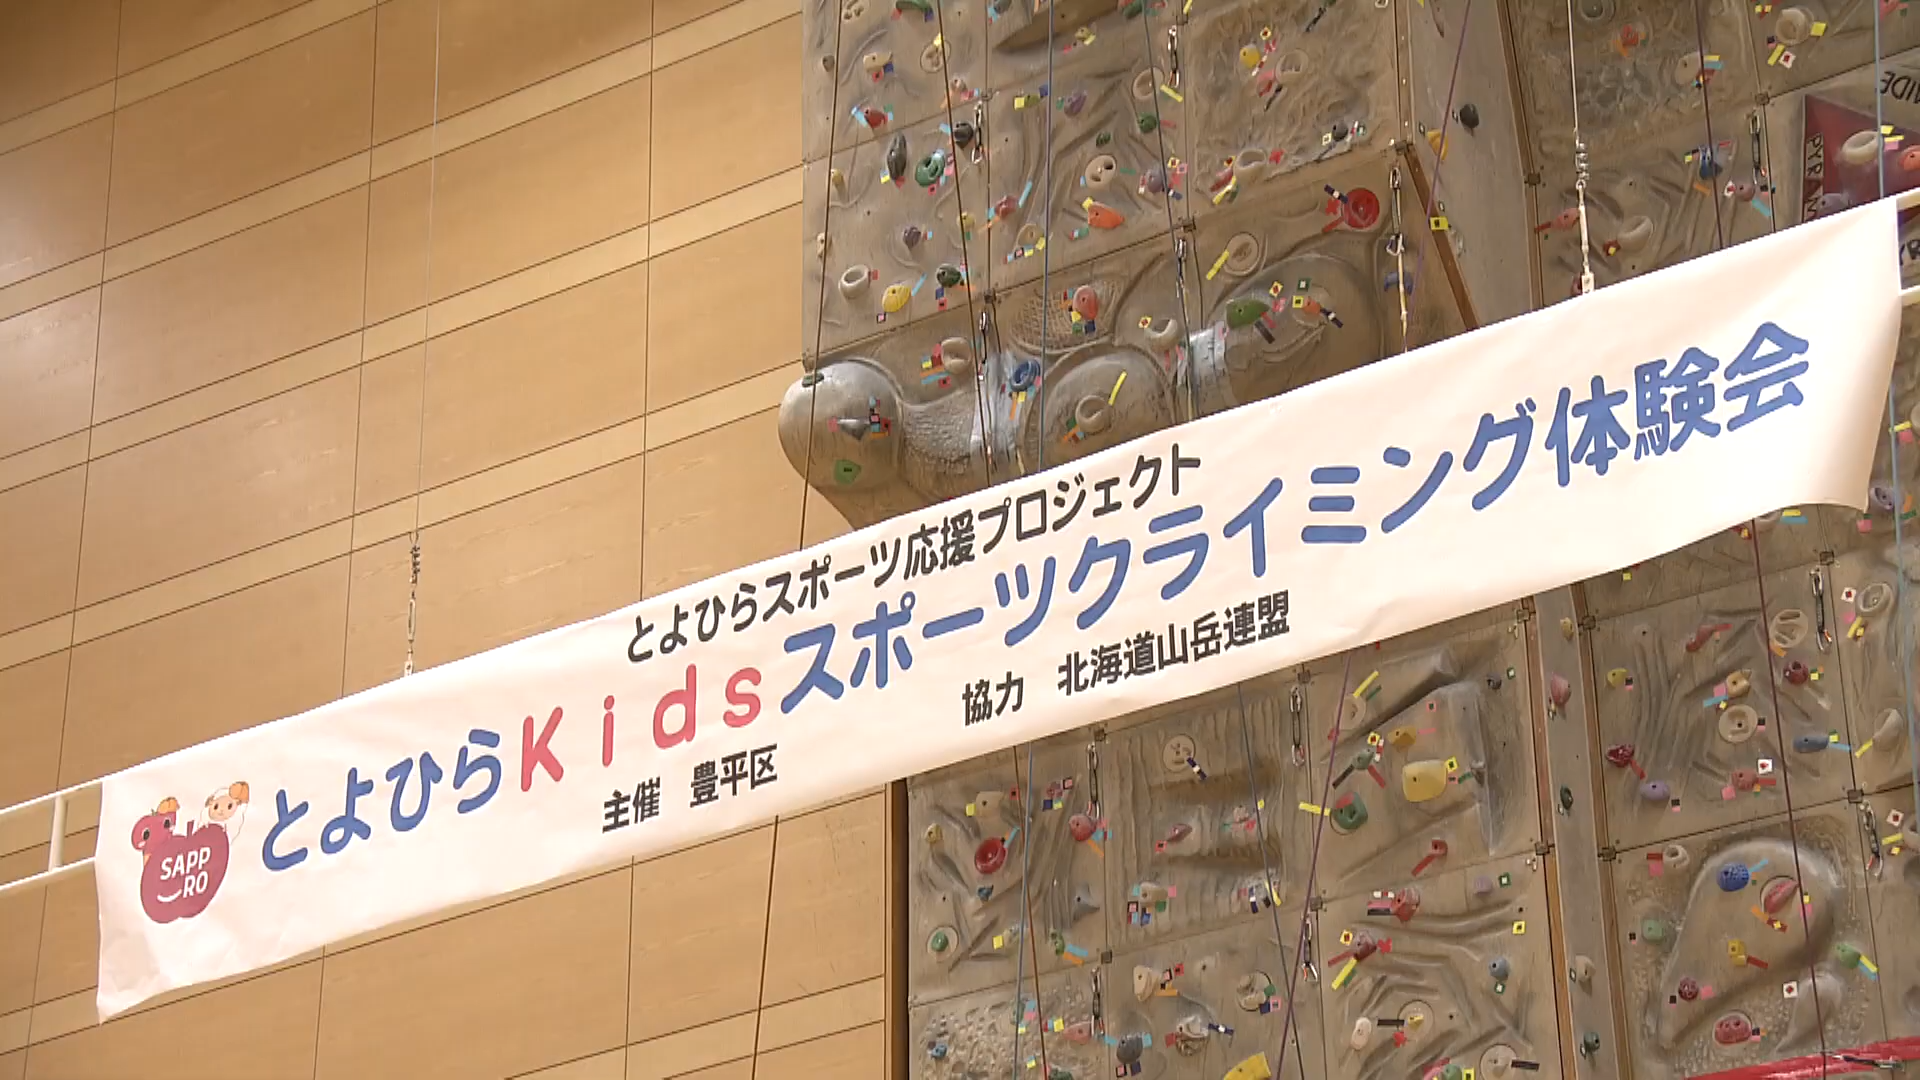 とよひらスポーツ応援プロジェクト
とよひらKidsスポーツクライミング体験会
主催 豊平区 協力 北海道山岳連盟
SAPP
RO